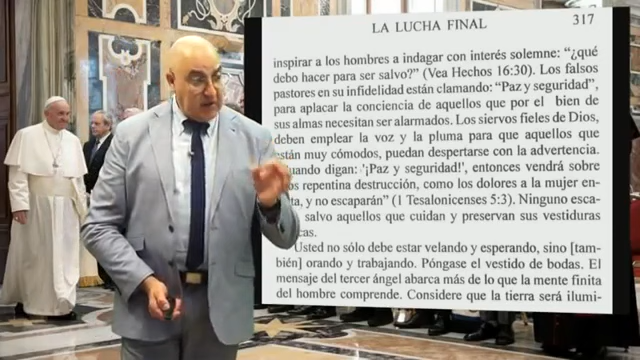 LA LUCHA FINAL 317
inspirar a los hombres a indagar con interés solemne: “¿qué
debo hacer para ser salvo?” (Vea Hechos 16:30). Los falsos
pastores en su infidelidad están clamando: “Paz y seguridad”,
para aplacar la conciencia de aquellos que por el bien de
sus almas necesitan ser alarmados. Los siervos fieles de Dios,
deben emplear la voz y la pluma para que aquellos que
están muy cómodos, puedan despertarse con la advertencia.
uando digan: '¡Paz y seguridad!', entonces vendrá sobre
os repentina destrucción, como los dolores a la mujer en-
ta, y no escaparán” (1 Tesalonicenses 5:3). Ninguno esca-
salvo aquellos que cuidan y preservan sus vestiduras
cas.
Usted no sólo debe estar velando y esperando, sino [tam-
bién] orando y trabajando. Póngase el vestido de bodas. El
mensaje del tercer ángel abarca más de lo que la mente finita
del hombre comprende. Considere que la tierra será ilumi-